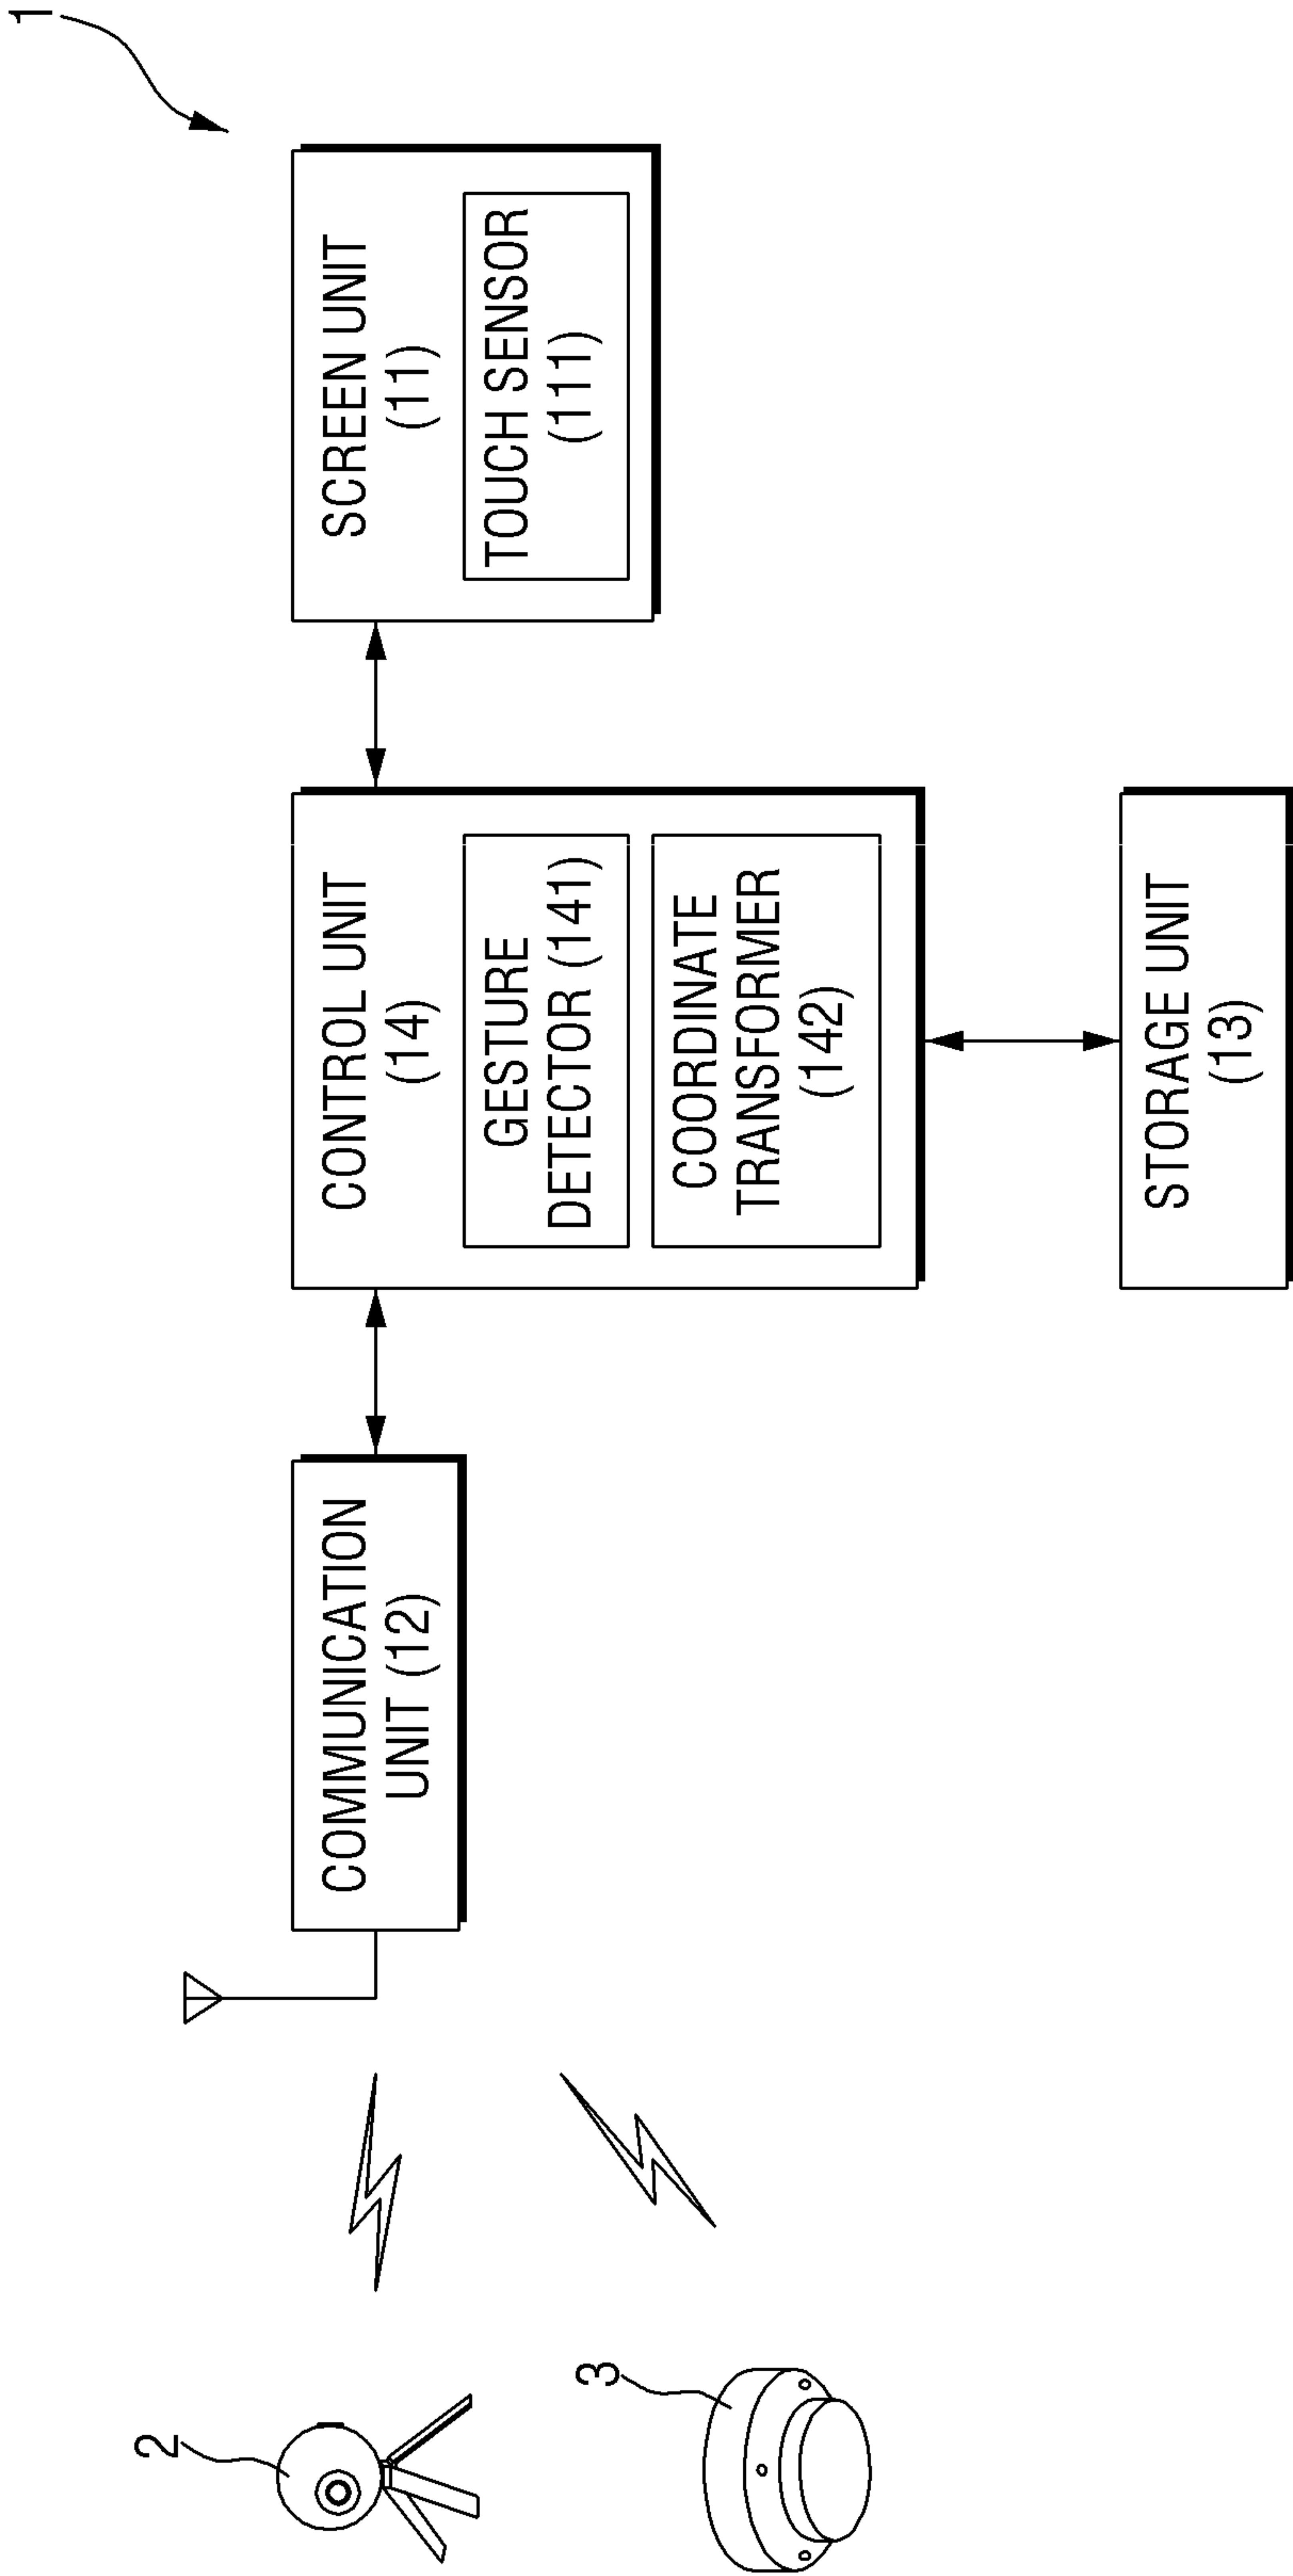 1
2
3
COMMUNICATION
UNIT (12)
CONTROL UNIT
(14)
GESTURE
DETECTOR (141)
COORDINATE
TRANSFORMER
(142)
SCREEN UNIT
(11)
TOUCH SENSOR
(111)
STORAGE UNIT
(13)